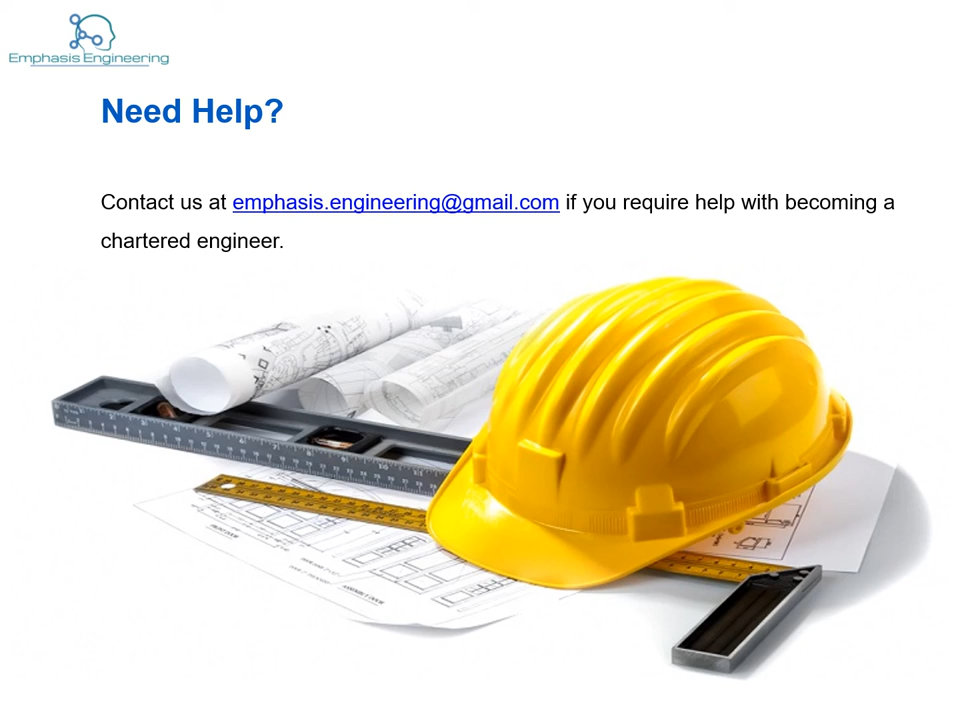 Emphasis Engineering
Need Help?
Contact us at emphasis.engineering@gmail.com if you require help with becoming a
chartered engineer.